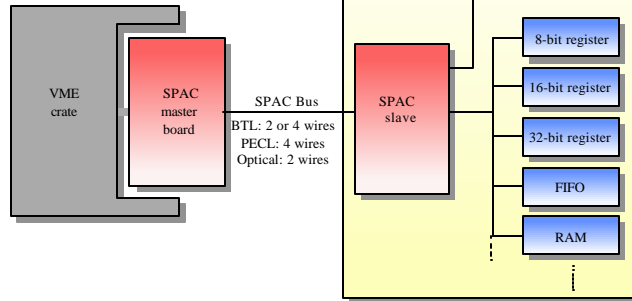 VME
crate
SPAC
master
board
SPAC Bus
BTL: 2 or 4 wires
PECL: 4 wires
Optical: 2 wires
SPAC
slave
8-bit register
16-bit register
32-bit register
FIFO
RAM